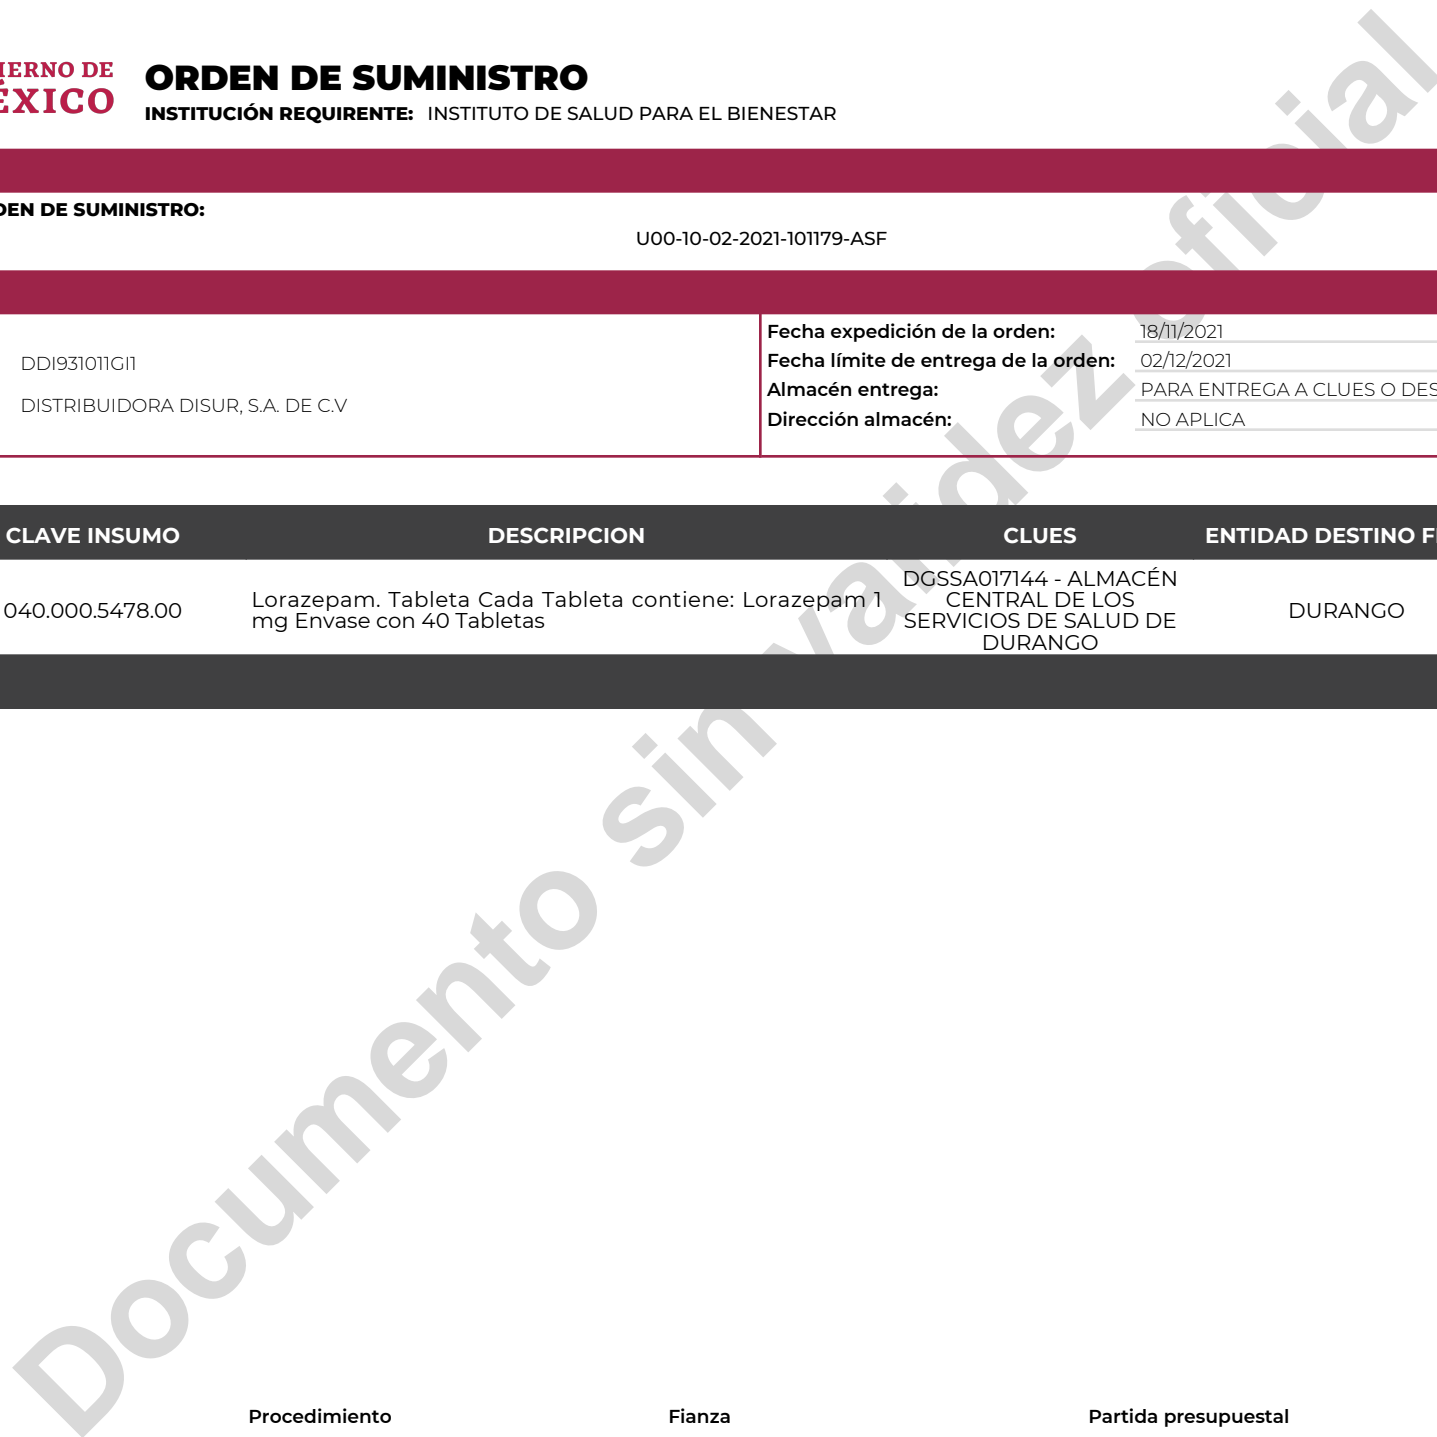 IERNO DE
ÉXICO
ORDEN DE SUMINISTRO
INSTITUCIÓN REQUIRENTE: INSTITUTO DE SALUD PARA EL BIENESTAR
DEN DE SUMINISTRO:
U00-10-02-2021-101179-ASF
DDI931011GI1
DISTRIBUIDORA DISUR, S.A. DE C.V
Fecha expedición de la orden: 18/11/2021
Fecha límite de entrega de la orden: 02/12/2021
Almacén entrega: PARA ENTREGA A CLUES O DES
Dirección almacén: NO APLICA
CLAVE INSUMO DESCRIPCION CLUES ENTIDAD DESTINO FI
040.000.5478.00
Lorazepam. Tableta Cada Tableta contiene: Lorazepam 1
mg Envase con 40 Tabletas
DGSSA017144 - ALMACÉN
CENTRAL DE LOS
SERVICIOS DE SALUD DE
DURANGO
DURANGO
Documento sin validez oficial
Procedimiento Fianza Partida presupuestal